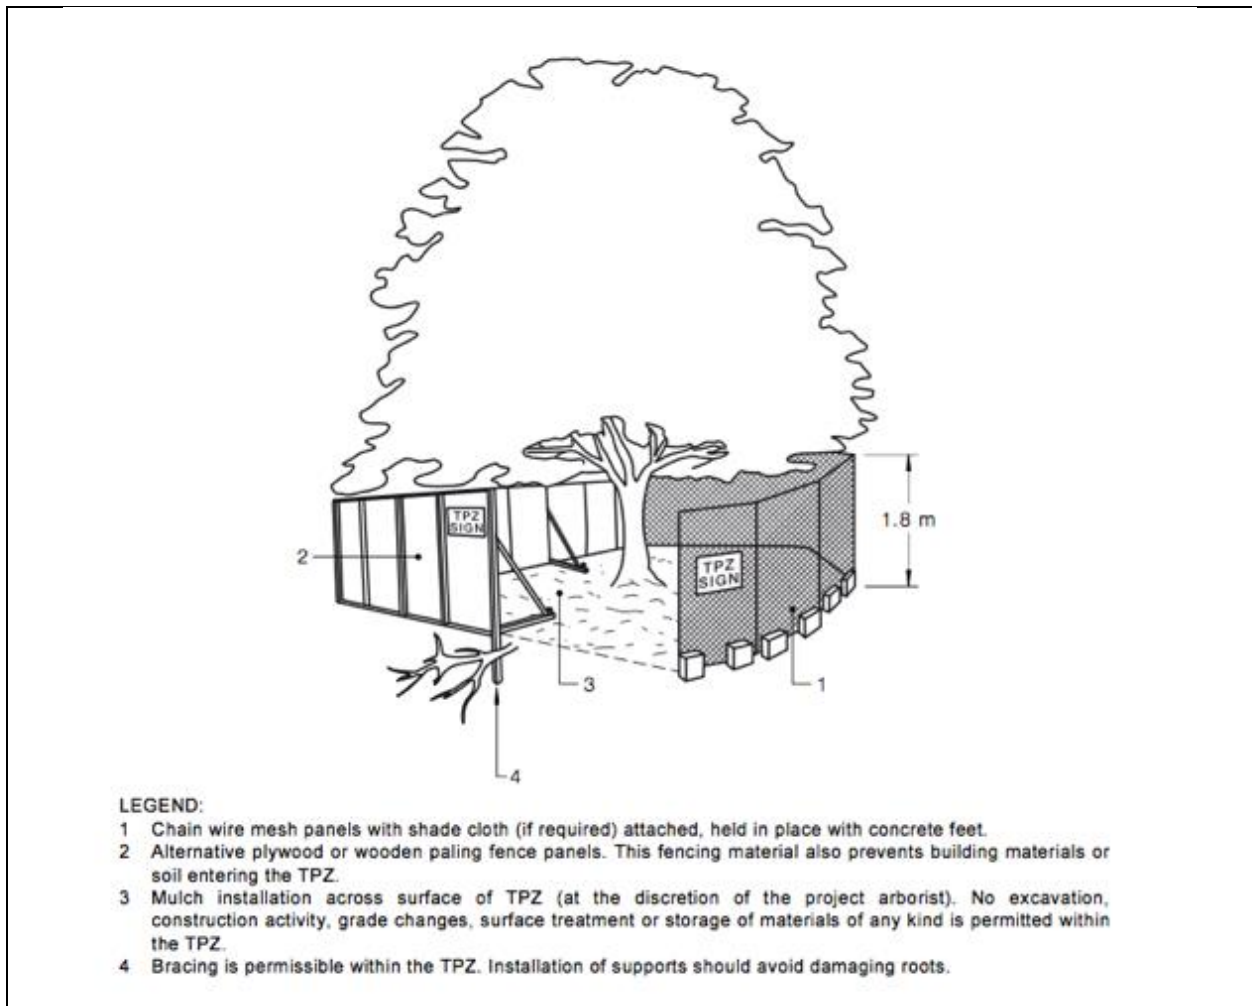 TPZ
SIGN
1.8 m
2
TPZ
SIGN
3
1
4
LEGEND:
1 Chain wire mesh panels with shade cloth (if required) attached, held in place with concrete feet.
2 Alternative plywood or wooden paling fence panels. This fencing material also prevents building materials or
soil entering the TPZ.
3 Mulch installation across surface of TPZ (at the discretion of the project arborist). No excavation,
construction activity, grade changes, surface treatment or storage of materials of any kind is permitted within
the TPZ.
4 Bracing is permissible within the TPZ. Installation of supports should avoid damaging roots.